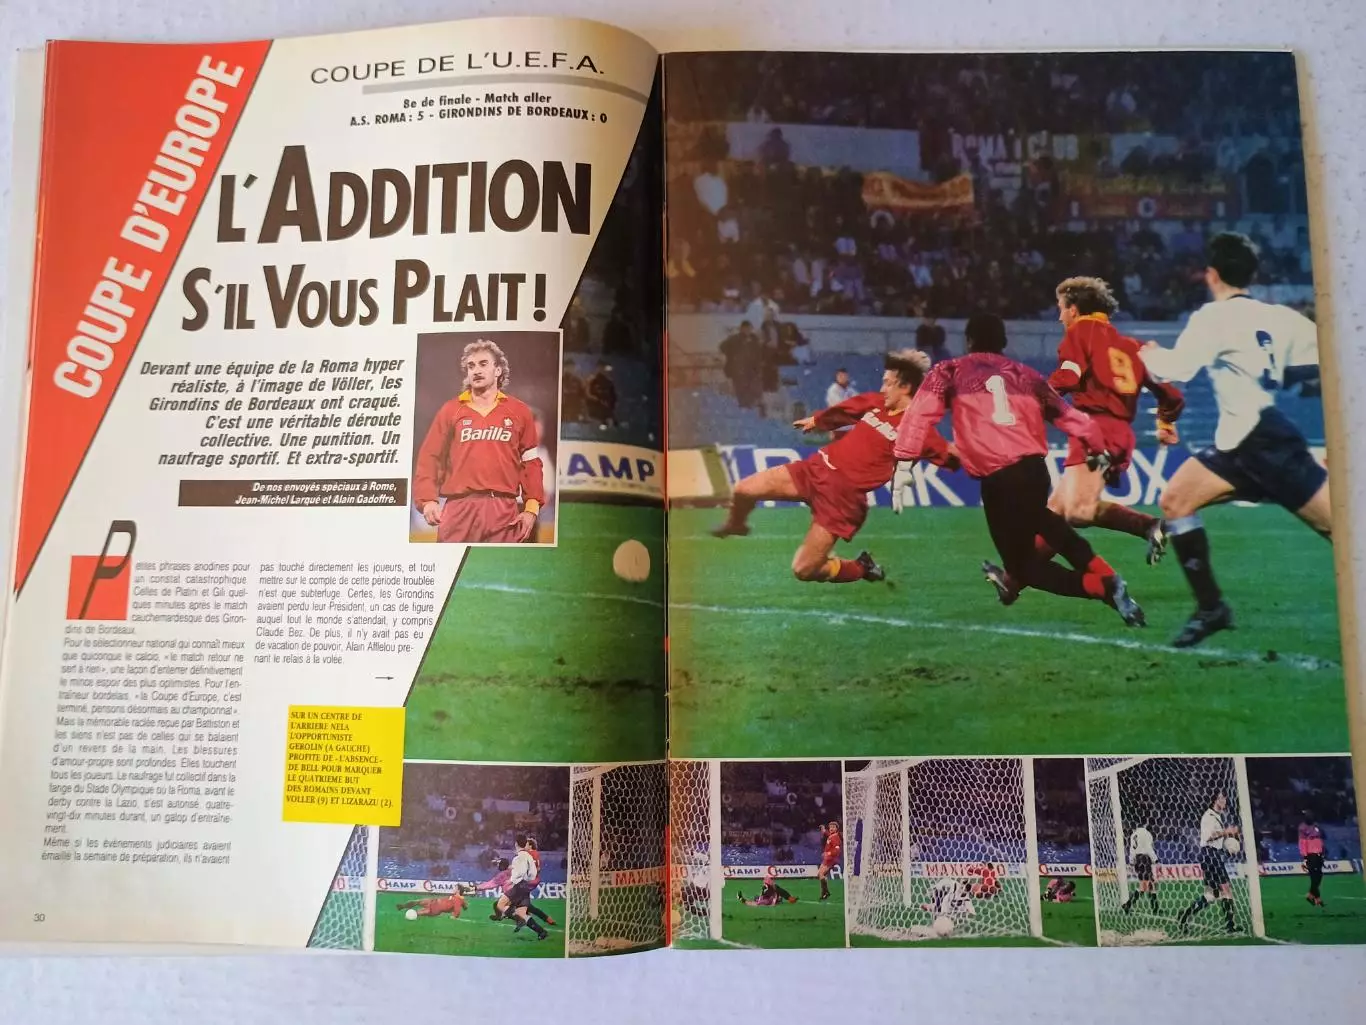 COUPE D'EUROPE
COUPE DE L'U.E.F.A.
8e de finale - Match aller
A.S. ROMA : 5 - GIRONDINS DE BORDEAUX : 0
L'ADDITION
S'IL VOUS PLAIT !
Devant une équipe de la Roma hyper
réaliste, à l'image de Völler, les
Girondins de Bordeaux ont craqué.
C'est une véritable déroute
collective. Une punition. Un
naufrage sportif. Et extra-sportif.
De nos envoyés spéciaux à Rome,
Jean-Michel Larqué et Alain Gadoffre.
Barilla
Petites phrases anodines pour
un constat catastrophique
Celles de Platini et Gili quel-
ques minutes après le match
cauchemardesque des Giron-
dins de Bordeaux.
Pour le sélectionneur national qui connaît mieux
que quiconque le calcio, « le match retour ne
sert à rien », une façon d'enterrer définitivement
le mince espoir des plus optimistes. Pour l'en-
traîneur bordelais, « la Coupe d'Europe, c'est
terminé, pensons désormais au championnat ».
Mais la mémorable raclée reçue par Battiston et
les siens n'est pas de celles qui se balaient
d'un revers de la main. Les blessures
d'amour-propre sont profondes. Elles touchent
tous les joueurs. Le naufrage fut collectif dans la
fange du Stade Olympique où la Roma, avant le
derby contre la Lazio, s'est autorisé, quatre-
vingt-dix minutes durant, un galop d'entraîne-
ment.
Même si les événements judiciaires avaient
émaillé la semaine de préparation, ils n'avaient
pas touché directement les joueurs, et tout
mettre sur le compte de cette période troublée
n'est que subterfuge. Certes, les Girondins
avaient perdu leur Président, un cas de figure
auquel tout le monde s'attendait, y compris
Claude Bez. De plus, il n'y avait pas eu
de vacation de pouvoir, Alain Afflelou pre-
nant le relais à la volée.
SUR UN CENTRE DE
L'ARRIERE NELA
L'OPPORTUNISTE
GEROLIN (A GAUCHE)
PROFITE DE «L'ABSENCE»
DE BELL POUR MARQUER
LE QUATRIEME BUT
DES ROMAINS DEVANT
VOLLER (9) ET LIZARAZU (2).
30
ROMA CLUB
CHAMP
Barilla
1
9
CHAMP
CHAMP
XER
MAXICO
CHAMP
MAXICO
XICO